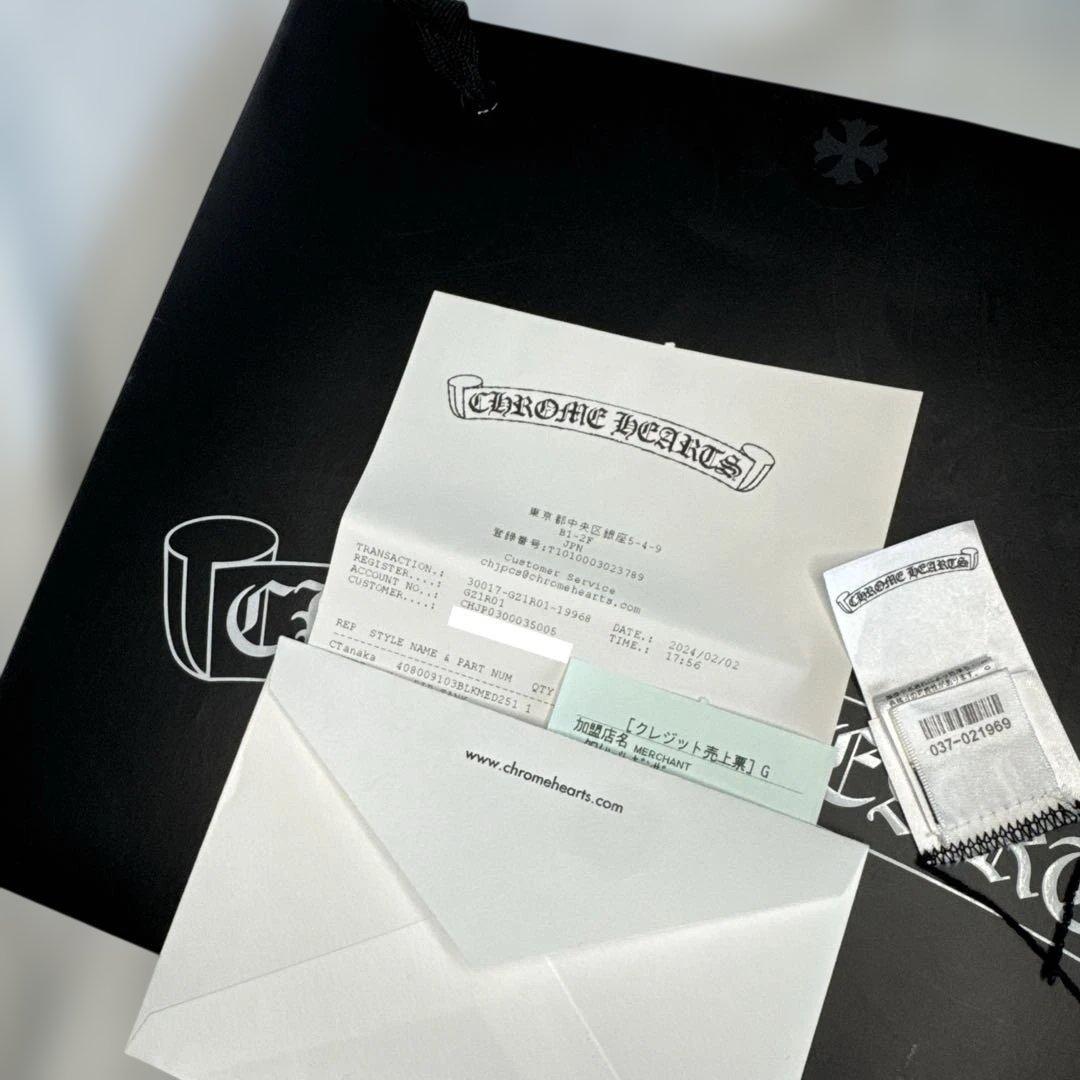 CHROME HEARTS
東京都中央区銀座5-4-9
B1-2F
JPN
登録番号:T1010003023789
Customer Service
chjpcs@chromehearts.com
TRANSACTION.: 30017-GZ1R01-19968 DATE.: 2024/02/02
REGISTER....: GZ1R01 TIME.: 17:56
ACCOUNT NO..: CHJP0300035005
CUSTOMER....:
REP STYLE NAME & PART NUM QTY
CTanaka 408009103BLKMED251 1
[クレジット売上票] G
加盟店名 MERCHANT
www.chromehearts.com
CHROME HEARTS
037-021969